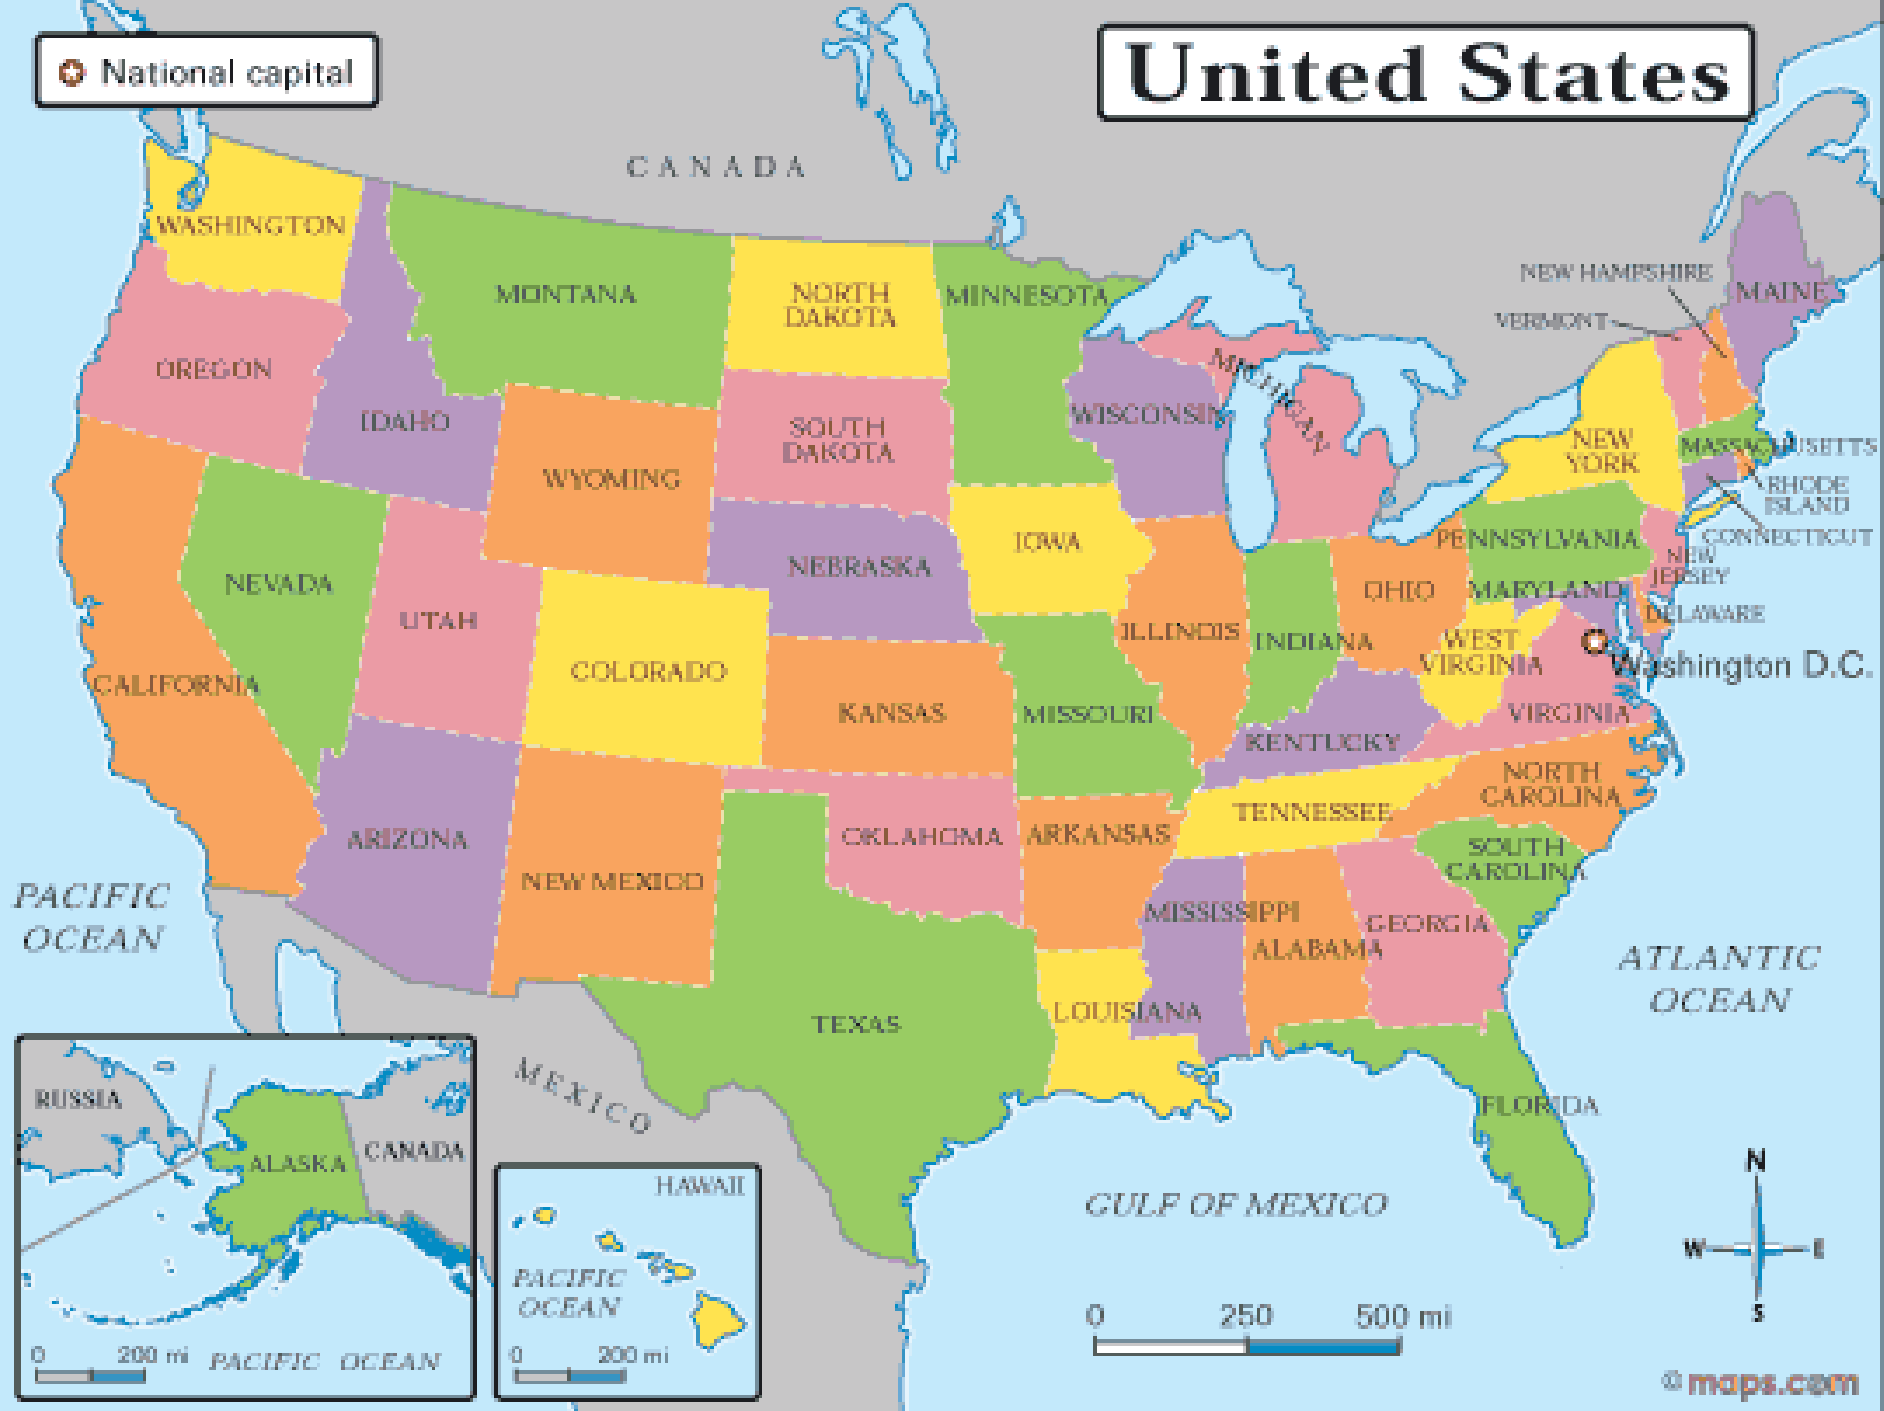 National capital
United States
CANADA
WASHINGTON
MONTANA
NORTH
DAKOTA
MINNESOTA
NEW HAMPSHIRE
MAINE
VERMONT
OREGON
IDAHO
SOUTH
DAKOTA
WISCONSIN
MICHIGAN
NEW
YORK
MASSACHUSETTS
WYOMING
RHODE
ISLAND
IOWA
PENNSYLVANIA
CONNECTICUT
NEVADA
NEBRASKA
NEW
JERSEY
UTAH
OHIO
MARYLAND
DELAWARE
ILLINOIS
INDIANA
WEST
VIRGINIA
Washington D.C.
CALIFORNIA
COLORADO
KANSAS
MISSOURI
KENTUCKY
VIRGINIA
NORTH
CAROLINA
TENNESSEE
ARIZONA
OKLAHOMA
ARKANSAS
SOUTH
CAROLINA
NEW MEXICO
PACIFIC
OCEAN
MISSISSIPPI
ALABAMA
GEORGIA
ATLANTIC
OCEAN
TEXAS
LOUISIANA
MEXICO
FLORIDA
RUSSIA
ALASKA
CANADA
HAWAII
GULF OF MEXICO
N
W
E
S
PACIFIC
OCEAN
0 250 500 mi
0 200 mi
PACIFIC OCEAN
0 200 mi
© maps.com